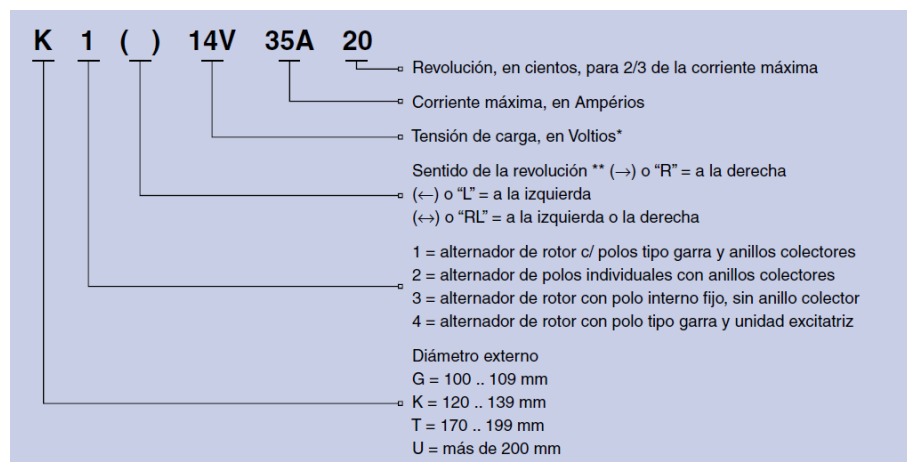 K 1 ( ) 14V 35A 20
Revolución, en cientos, para 2/3 de la corriente máxima
Corriente máxima, en Ampérios
Tensión de carga, en Voltios*
Sentido de la revolución ** (→) o “R” = a la derecha
(←) o “L” = a la izquierda
(↔) o “RL” = a la izquierda o la derecha
1 = alternador de rotor c/ polos tipo garra y anillos colectores
2 = alternador de polos individuales con anillos colectores
3 = alternador de rotor con polo interno fijo, sin anillo colector
4 = alternador de rotor con polo tipo garra y unidad excitatriz
Diámetro externo
G = 100 .. 109 mm
K = 120 .. 139 mm
T = 170 .. 199 mm
U = más de 200 mm